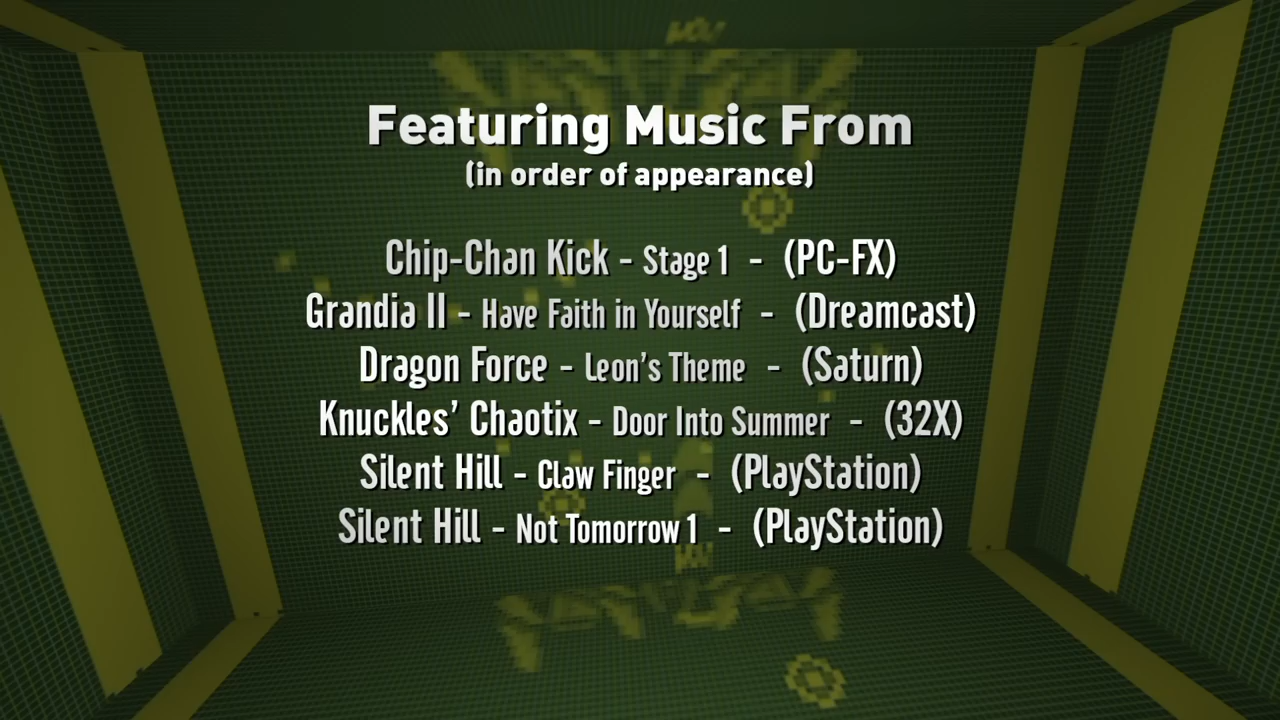 Featuring Music From
(in order of appearance)
Chip-Chan Kick - Stage 1 - (PC-FX)
Grandia II - Have Faith in Yourself - (Dreamcast)
Dragon Force - Leon's Theme - (Saturn)
Knuckles' Chaotix - Door Into Summer - (32X)
Silent Hill - Claw Finger - (PlayStation)
Silent Hill - Not Tomorrow 1 - (PlayStation)